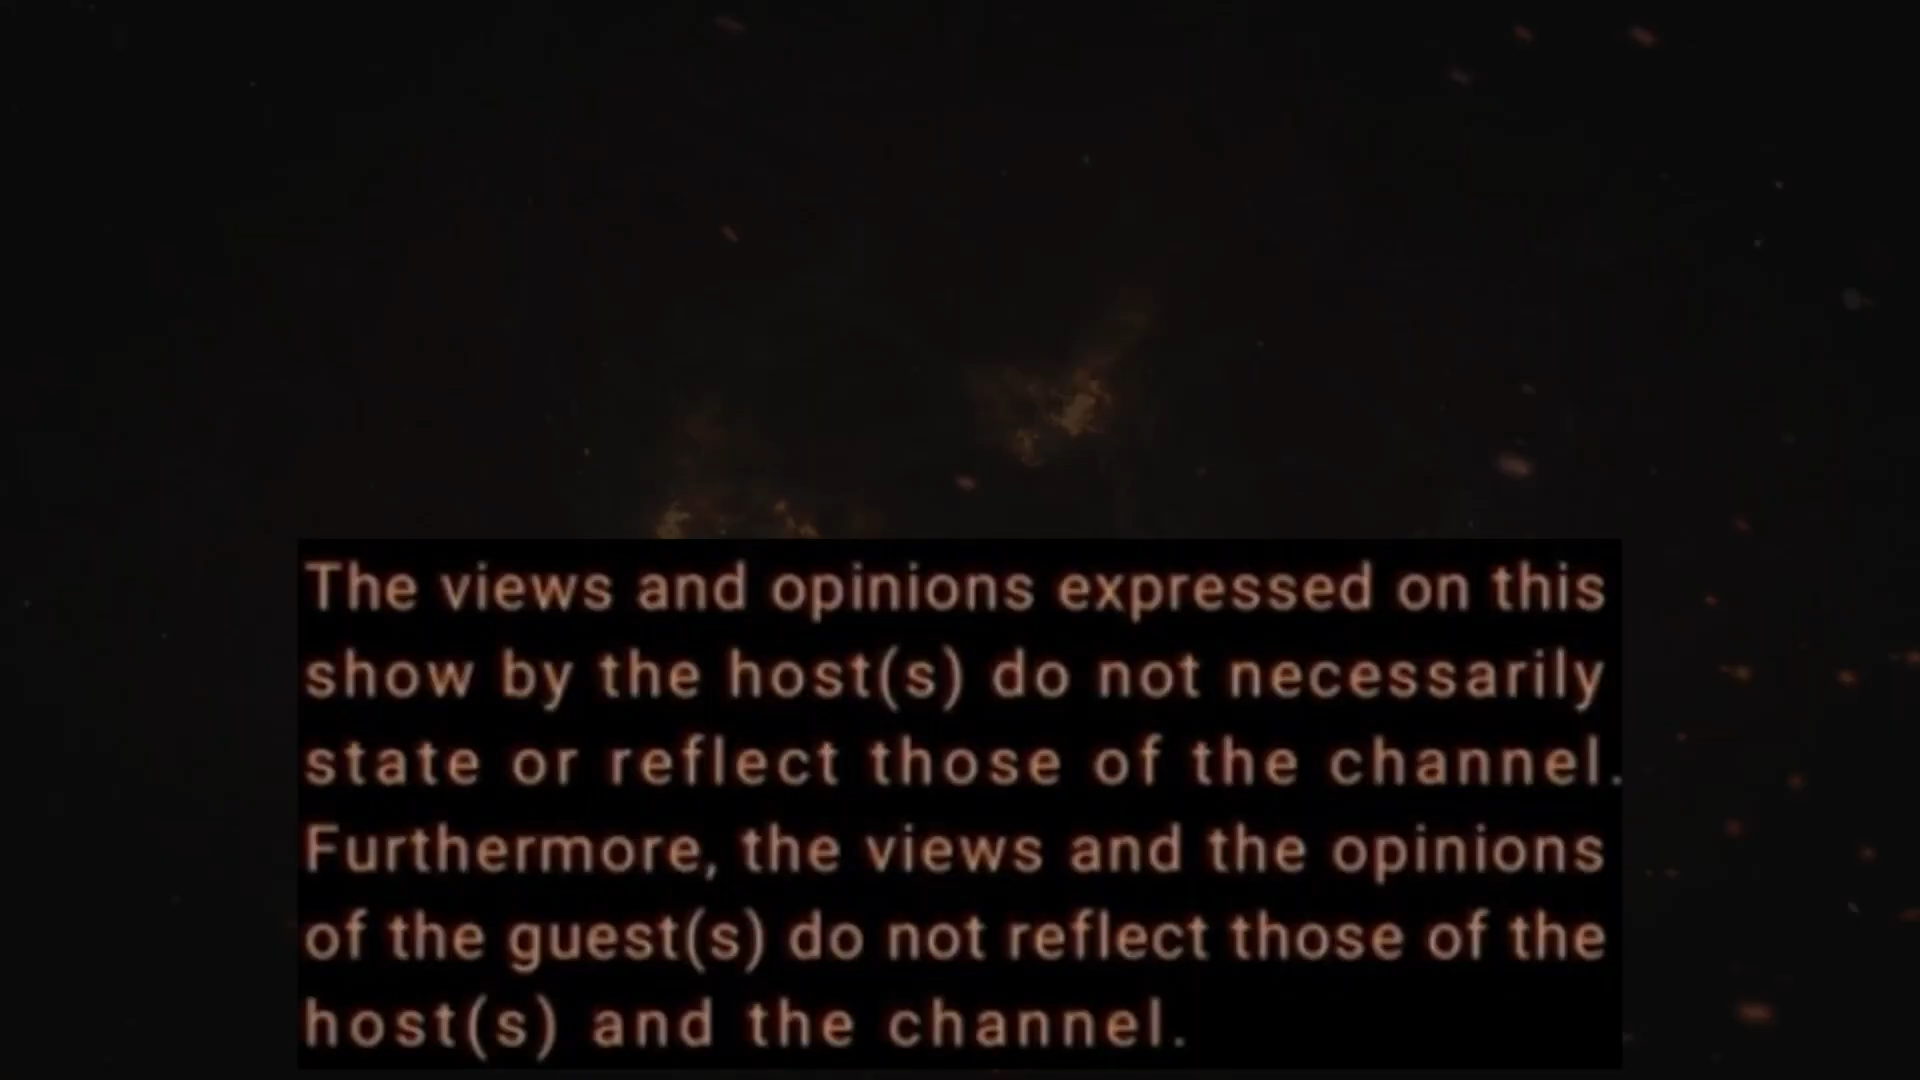 The views and opinions expressed on this
show by the host(s) do not necessarily
state or reflect those of the channel.
Furthermore, the views and the opinions
of the guest(s) do not reflect those of the
host(s) and the channel.